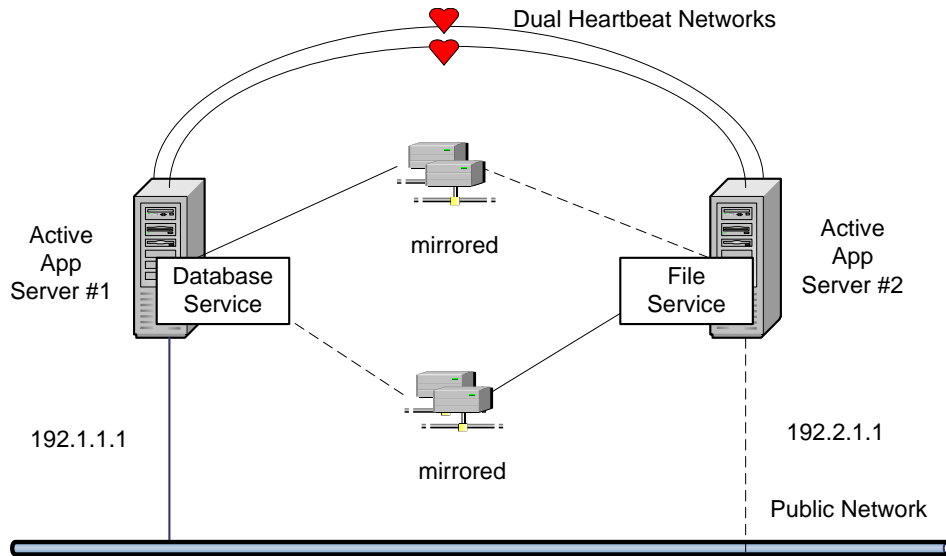 Dual Heartbeat Networks
mirrored
Active
App
Server #1
Database
Service
File
Service
Active
App
Server #2
mirrored
192.1.1.1
192.2.1.1
Public Network